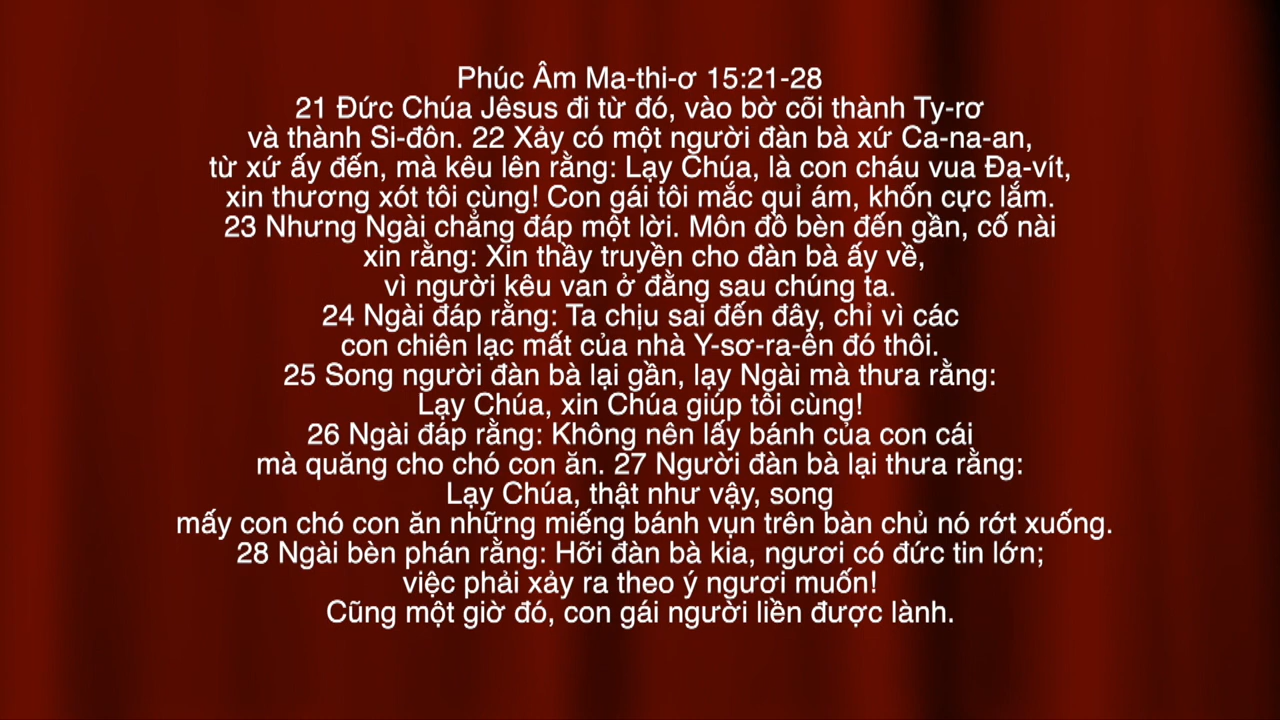 Phúc Âm Ma-thi-ơ 15:21-28
21 Đức Chúa Jêsus đi từ đó, vào bờ cõi thành Ty-rơ
và thành Si-đôn. 22 Xảy có một người đàn bà xứ Ca-na-an,
từ xứ ấy đến, mà kêu lên rằng: Lạy Chúa, là con cháu vua Đa-vít,
xin thương xót tôi cùng! Con gái tôi mắc quỉ ám, khốn cực lắm.
23 Nhưng Ngài chẳng đáp một lời. Môn đồ bèn đến gần, cố nài
xin rằng: Xin thầy truyền cho đàn bà ấy về,
vì người kêu van ở đằng sau chúng ta.
24 Ngài đáp rằng: Ta chịu sai đến đây, chỉ vì các
con chiên lạc mất của nhà Y-sơ-ra-ên đó thôi.
25 Song người đàn bà lại gần, lạy Ngài mà thưa rằng:
Lạy Chúa, xin Chúa giúp tôi cùng!
26 Ngài đáp rằng: Không nên lấy bánh của con cái
mà quăng cho chó con ăn. 27 Người đàn bà lại thưa rằng:
Lạy Chúa, thật như vậy, song
mấy con chó con ăn những miếng bánh vụn trên bàn chủ nó rớt xuống.
28 Ngài bèn phán rằng: Hỡi đàn bà kia, ngươi có đức tin lớn;
việc phải xảy ra theo ý ngươi muốn!
Cũng một giờ đó, con gái người liền được lành.